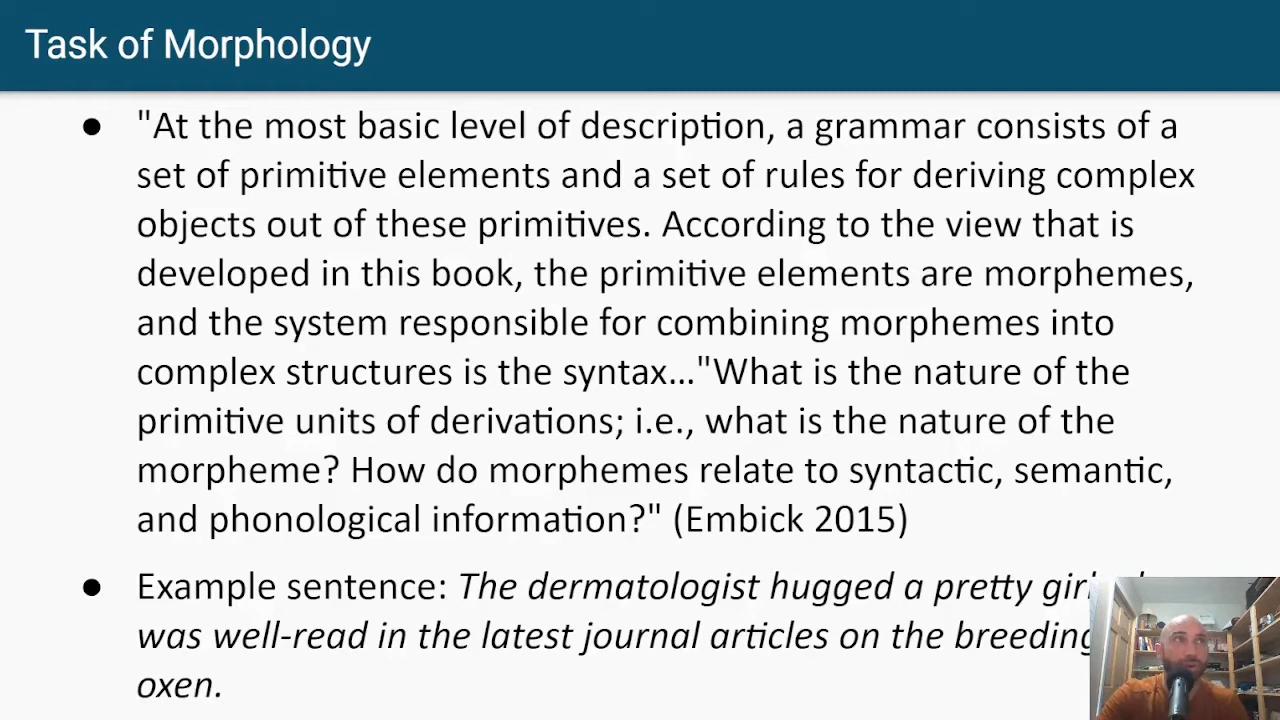 Task of Morphology
● "At the most basic level of description, a grammar consists of a
set of primitive elements and a set of rules for deriving complex
objects out of these primitives. According to the view that is
developed in this book, the primitive elements are morphemes,
and the system responsible for combining morphemes into
complex structures is the syntax..."What is the nature of the
primitive units of derivations; i.e., what is the nature of the
morpheme? How do morphemes relate to syntactic, semantic,
and phonological information?" (Embick 2015)
● Example sentence: The dermatologist hugged a pretty girl
was well-read in the latest journal articles on the breeding
oxen.